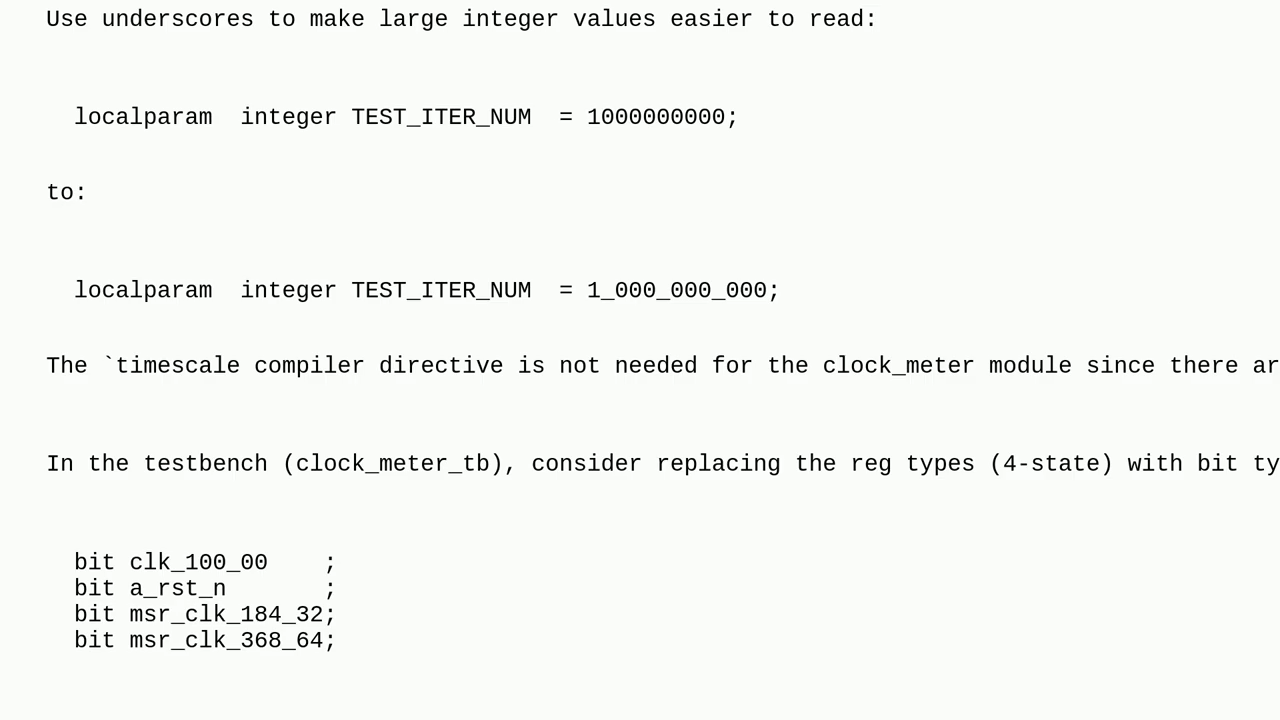 Use underscores to make large integer values easier to read:
localparam  integer TEST_ITER_NUM  = 1000000000;
to:
localparam  integer TEST_ITER_NUM  = 1_000_000_000;
The `timescale compiler directive is not needed for the clock_meter module since there
In the testbench (clock_meter_tb), consider replacing the reg types (4-state) with bit
bit clk_100_00    ;
bit a_rst_n       ;
bit msr_clk_184_32;
bit msr_clk_368_64;